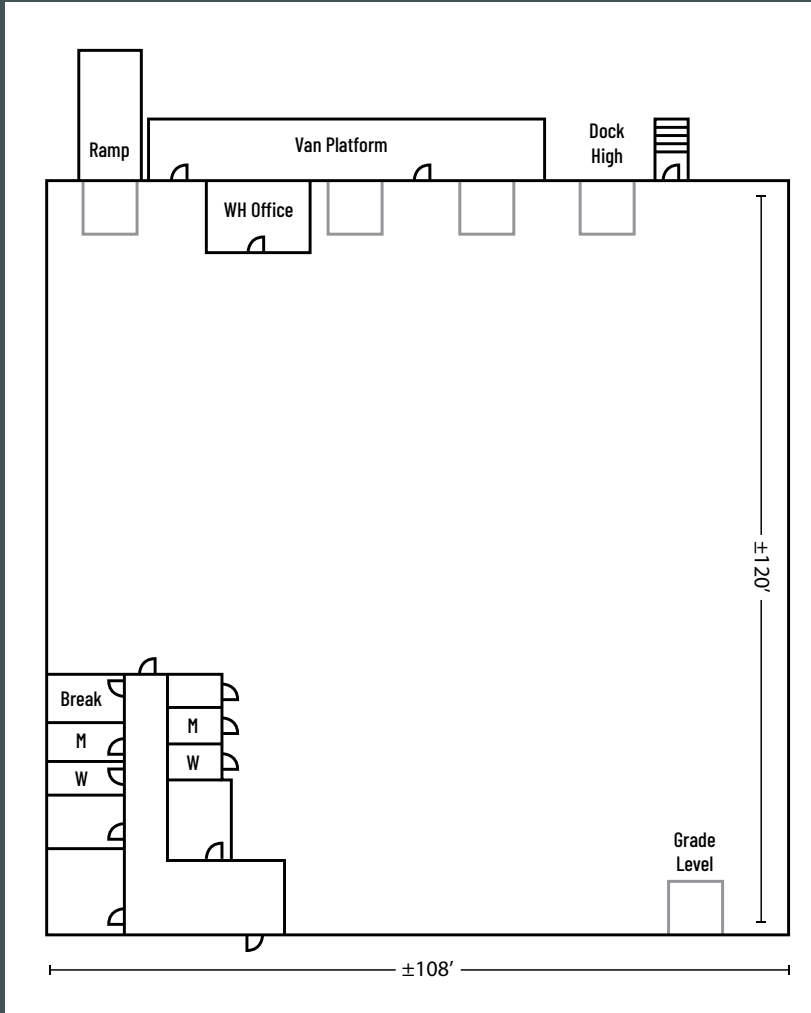 Ramp
Van Platform
Dock
High
WH Office
±120’
Break
M
M
W
W
Grade
Level
±108’